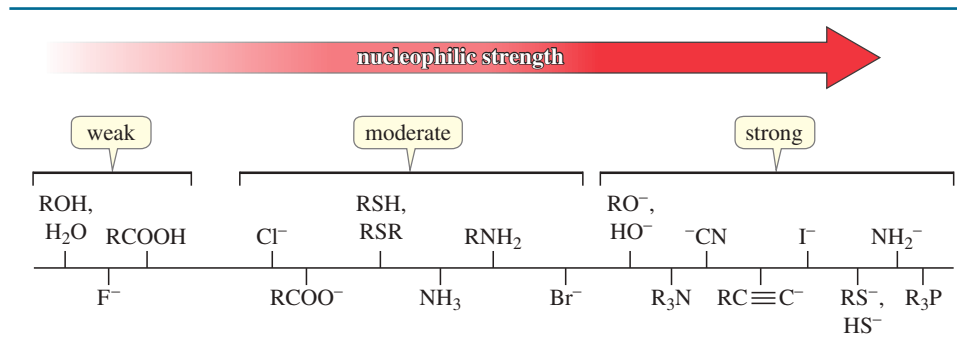 nucleophilic strength
weak moderate strong
ROH, RSH, RO⁻,
H₂O RCOOH Cl⁻ RSR RNH₂ HO⁻ ⁻CN I⁻ NH₂⁻
F⁻ RCOO⁻ NH₃ Br⁻ R₃N RC≡C⁻ RS⁻, R₃P
HS⁻